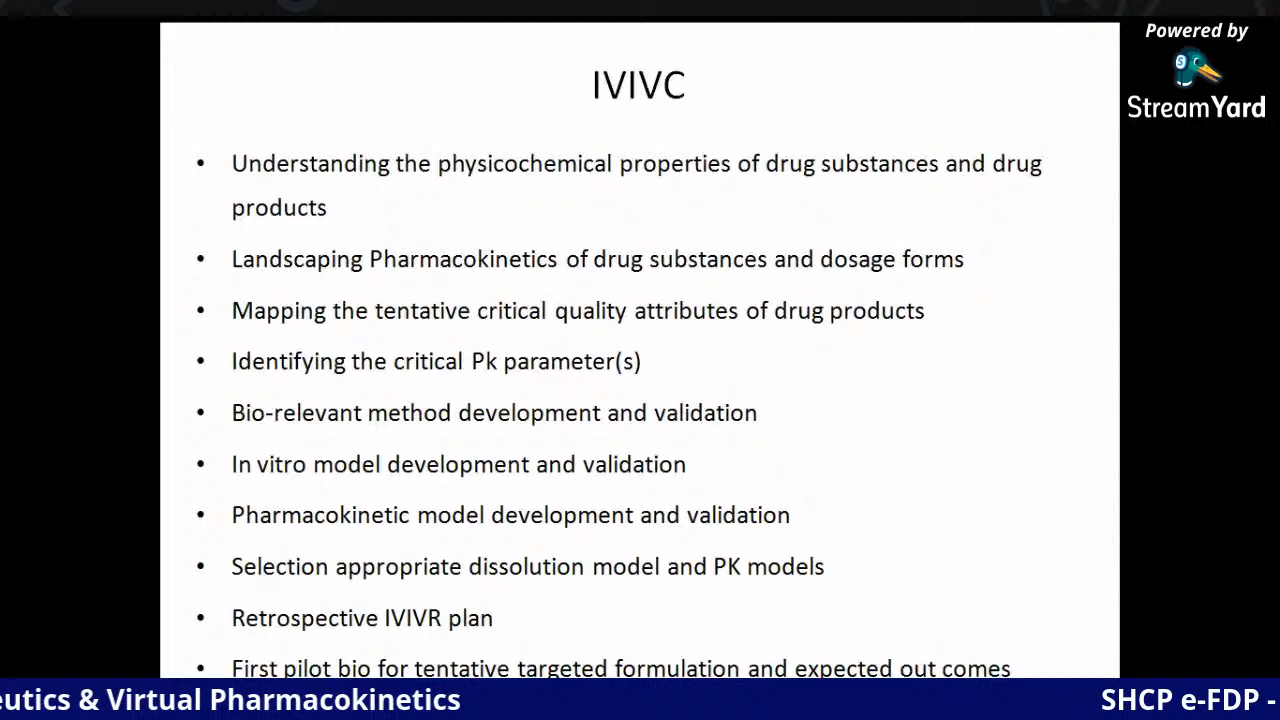 Powered by
StreamYard
IVIVC
• Understanding the physicochemical properties of drug substances and drug
products
• Landscaping Pharmacokinetics of drug substances and dosage forms
• Mapping the tentative critical quality attributes of drug products
• Identifying the critical Pk parameter(s)
• Bio-relevant method development and validation
• In vitro model development and validation
• Pharmacokinetic model development and validation
• Selection appropriate dissolution model and PK models
• Retrospective IVIVR plan
• First pilot bio for tentative targeted formulation and expected out comes
& Virtual Pharmacokinetics
SHCP e-FDP -